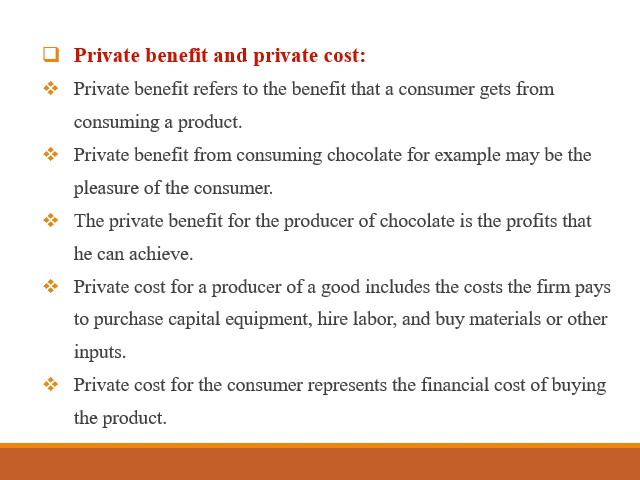 ❑ Private benefit and private cost:
❖ Private benefit refers to the benefit that a consumer gets from
consuming a product.
❖ Private benefit from consuming chocolate for example may be the
pleasure of the consumer.
❖ The private benefit for the producer of chocolate is the profits that
he can achieve.
❖ Private cost for a producer of a good includes the costs the firm pays
to purchase capital equipment, hire labor, and buy materials or other
inputs.
❖ Private cost for the consumer represents the financial cost of buying
the product.